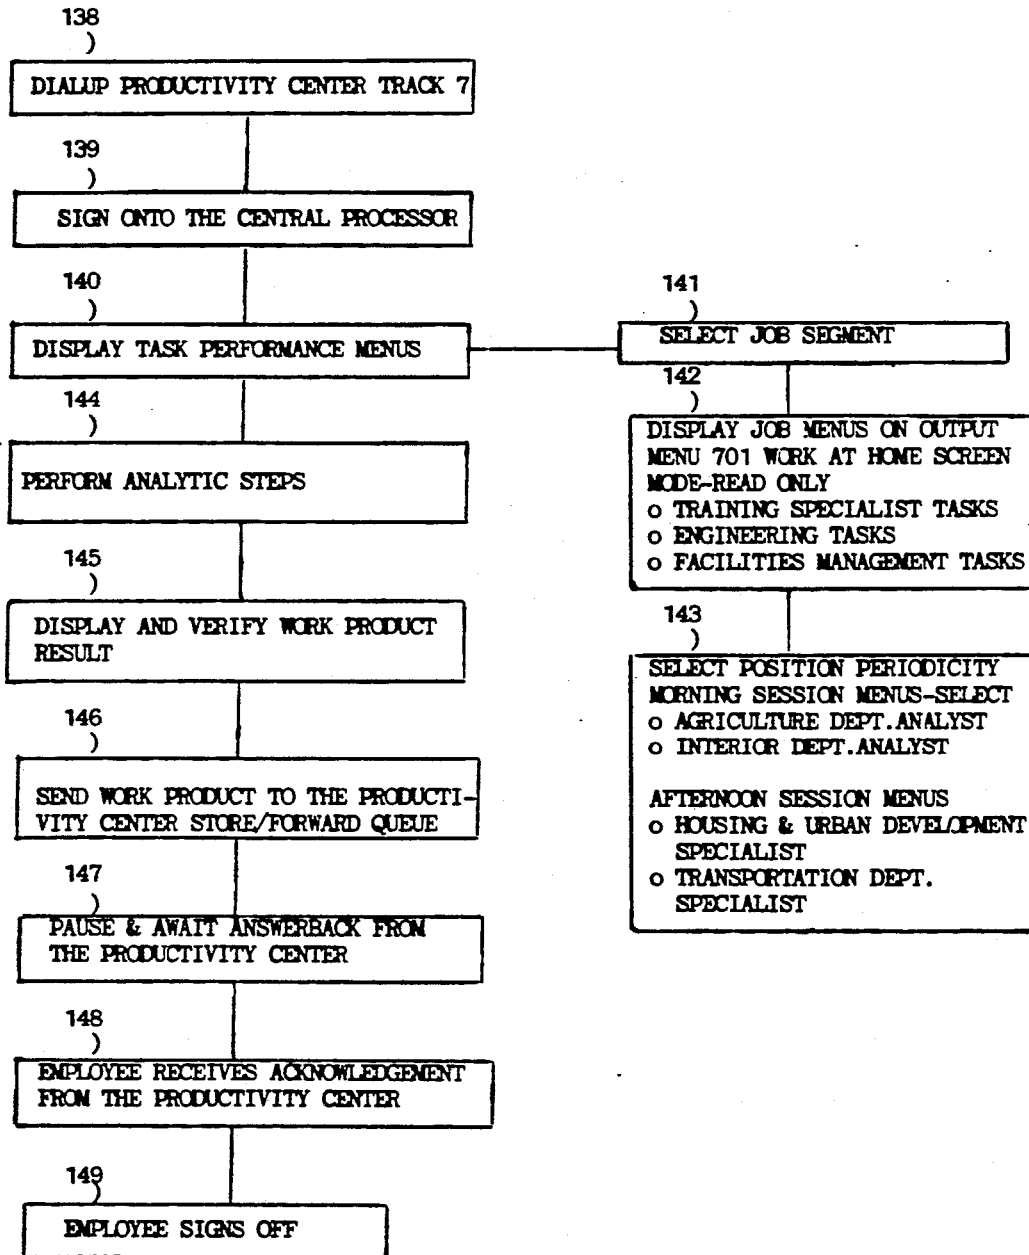 138
DIALUP PRODUCTIVITY CENTER TRACK 7
139
SIGN ONTO THE CENTRAL PROCESSOR
140
DISPLAY TASK PERFORMANCE MENUS
141
SELECT JOB SEGMENT
142
DISPLAY JOB MENUS ON OUTPUT
MENU 701 WORK AT HOME SCREEN
MODE-READ ONLY
o TRAINING SPECIALIST TASKS
o ENGINEERING TASKS
o FACILITIES MANAGEMENT TASKS
143
SELECT POSITION PERIODICITY
MORNING SESSION MENUS-SELECT
o AGRICULTURE DEPT.ANALYST
o INTERIOR DEPT.ANALYST
AFTERNOON SESSION MENUS
o HOUSING & URBAN DEVELOPMENT
SPECIALIST
o TRANSPORTATION DEPT.
SPECIALIST
144
PERFORM ANALYTIC STEPS
145
DISPLAY AND VERIFY WORK PRODUCT
RESULT
146
SEND WORK PRODUCT TO THE PRODUCTI-
VITY CENTER STORE/FORWARD QUEUE
147
PAUSE & AWAIT ANSWERBACK FROM
THE PRODUCTIVITY CENTER
148
EMPLOYEE RECEIVES ACKNOWLEDGEMENT
FROM THE PRODUCTIVITY CENTER
149
EMPLOYEE SIGNS OFF